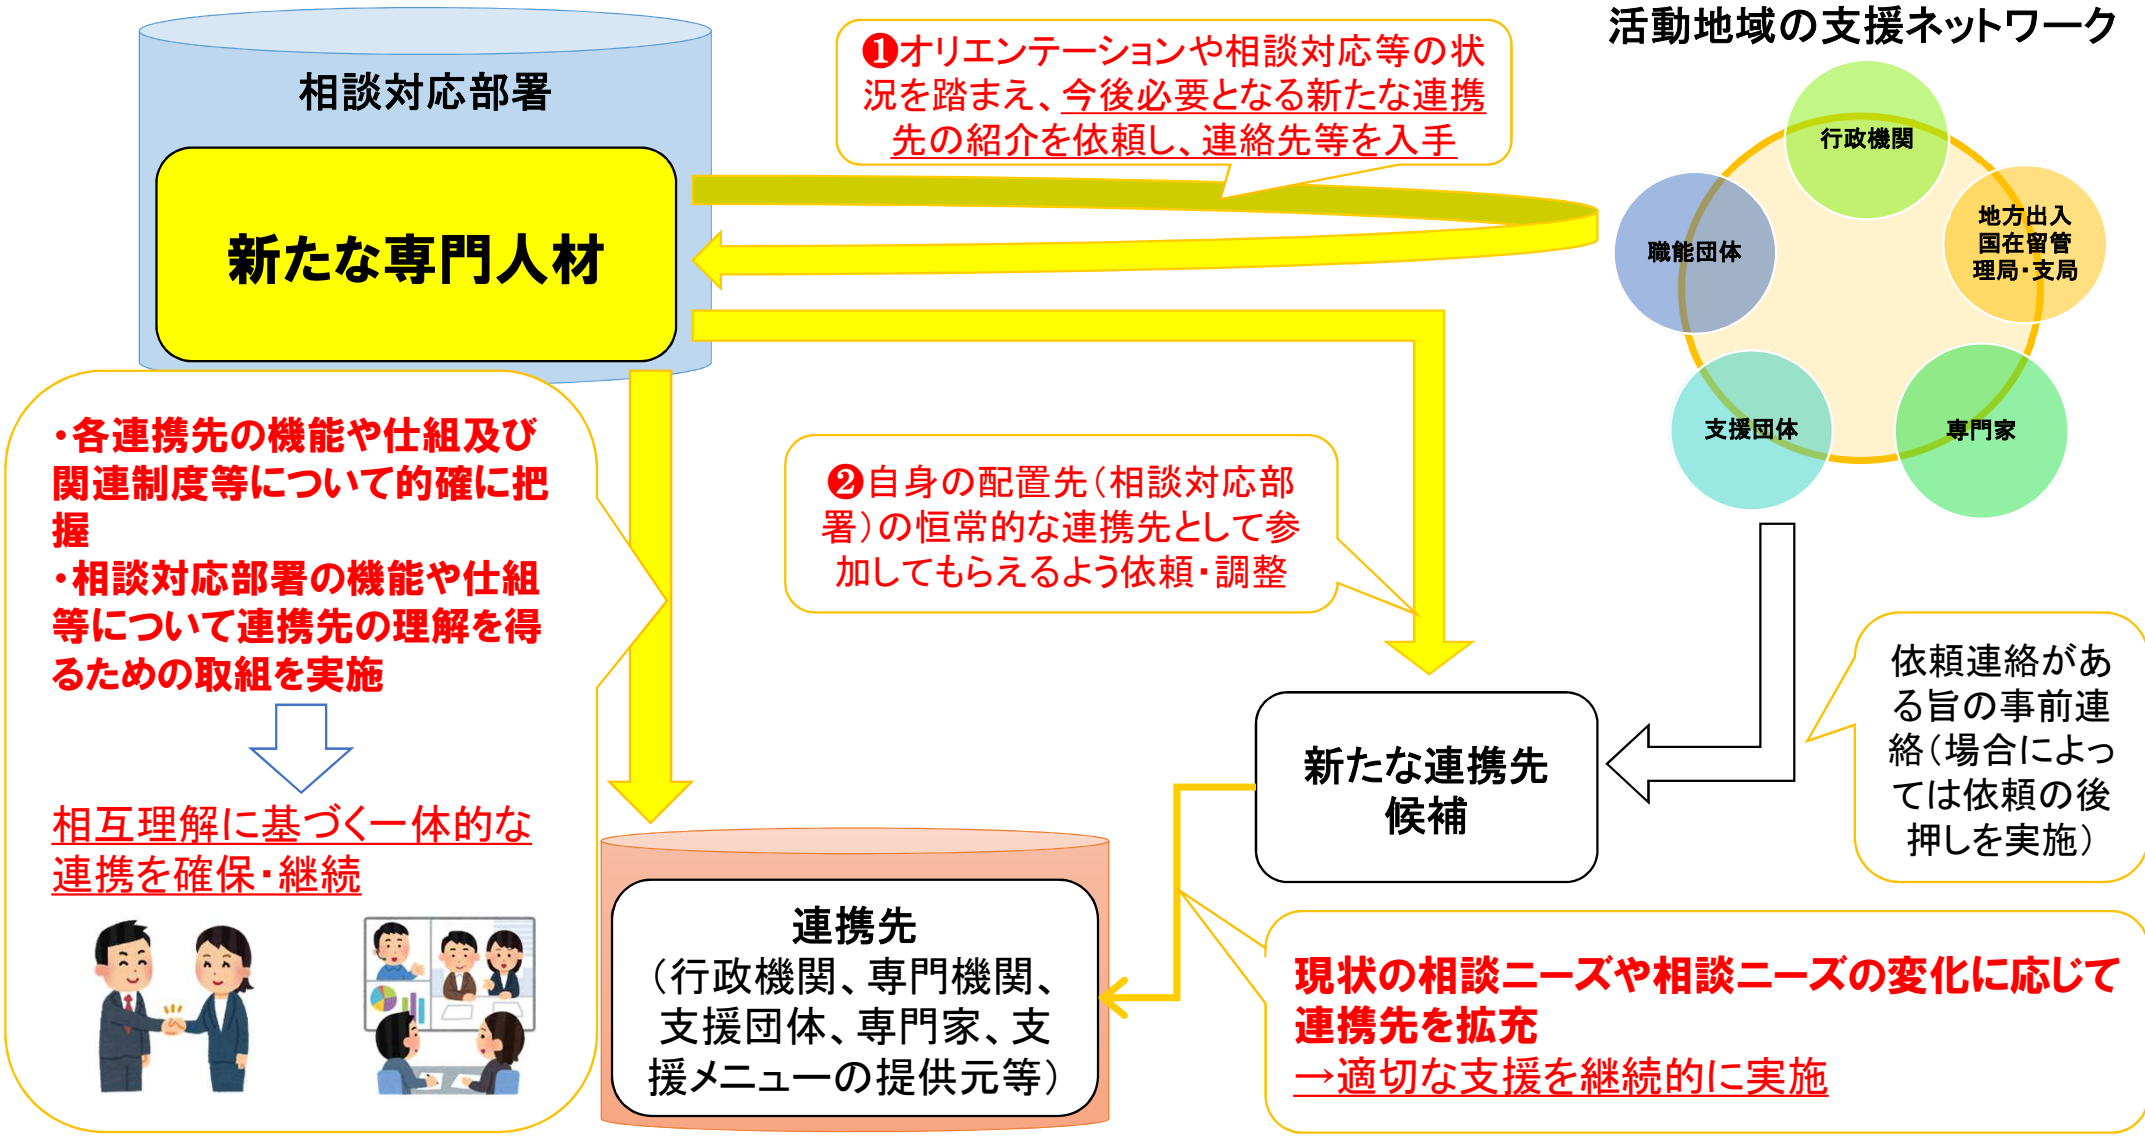 相談対応部署
新たな専門人材
❶オリエンテーションや相談対応等の状
況を踏まえ、今後必要となる新たな連携
先の紹介を依頼し、連絡先等を入手
活動地域の支援ネットワーク
行政機関
地方出入
国在留管
理局・支局
専門家
支援団体
職能団体
・各連携先の機能や仕組及び
関連制度等について的確に把
握
・相談対応部署の機能や仕組
等について連携先の理解を得
るための取組を実施
相互理解に基づく一体的な
連携を確保・継続
❷自身の配置先（相談対応部
署）の恒常的な連携先として参
加してもらえるよう依頼・調整
依頼連絡があ
る旨の事前連
絡（場合によっ
ては依頼の後
押しを実施）
新たな連携先
候補
連携先
（行政機関、専門機関、
支援団体、専門家、支
援メニューの提供元等）
現状の相談ニーズや相談ニーズの変化に応じて
連携先を拡充
→適切な支援を継続的に実施